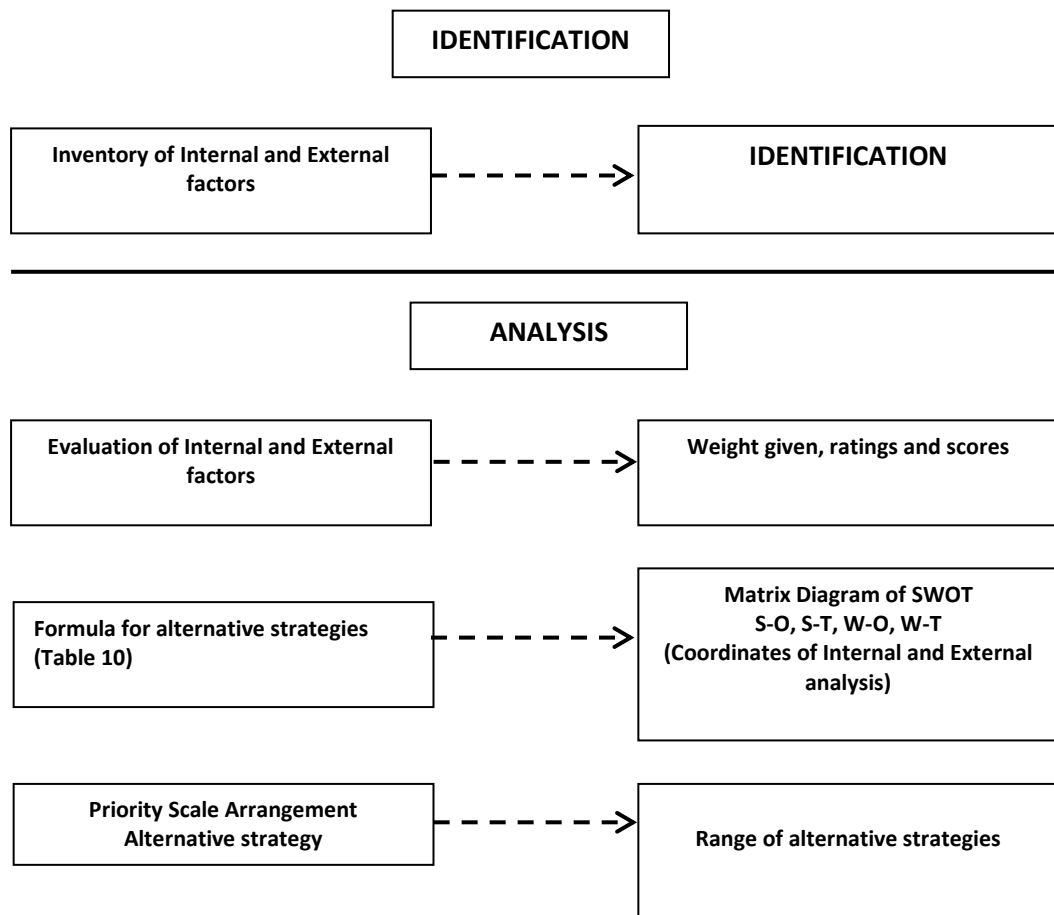 IDENTIFICATION
Inventory of Internal and External
factors
IDENTIFICATION
ANALYSIS
Evaluation of Internal and External
factors
Weight given, ratings and scores
Formula for alternative strategies
(Table 10)
Matrix Diagram of SWOT
S-O, S-T, W-O, W-T
(Coordinates of Internal and External
analysis)
Priority Scale Arrangement
Alternative strategy
Range of alternative strategies